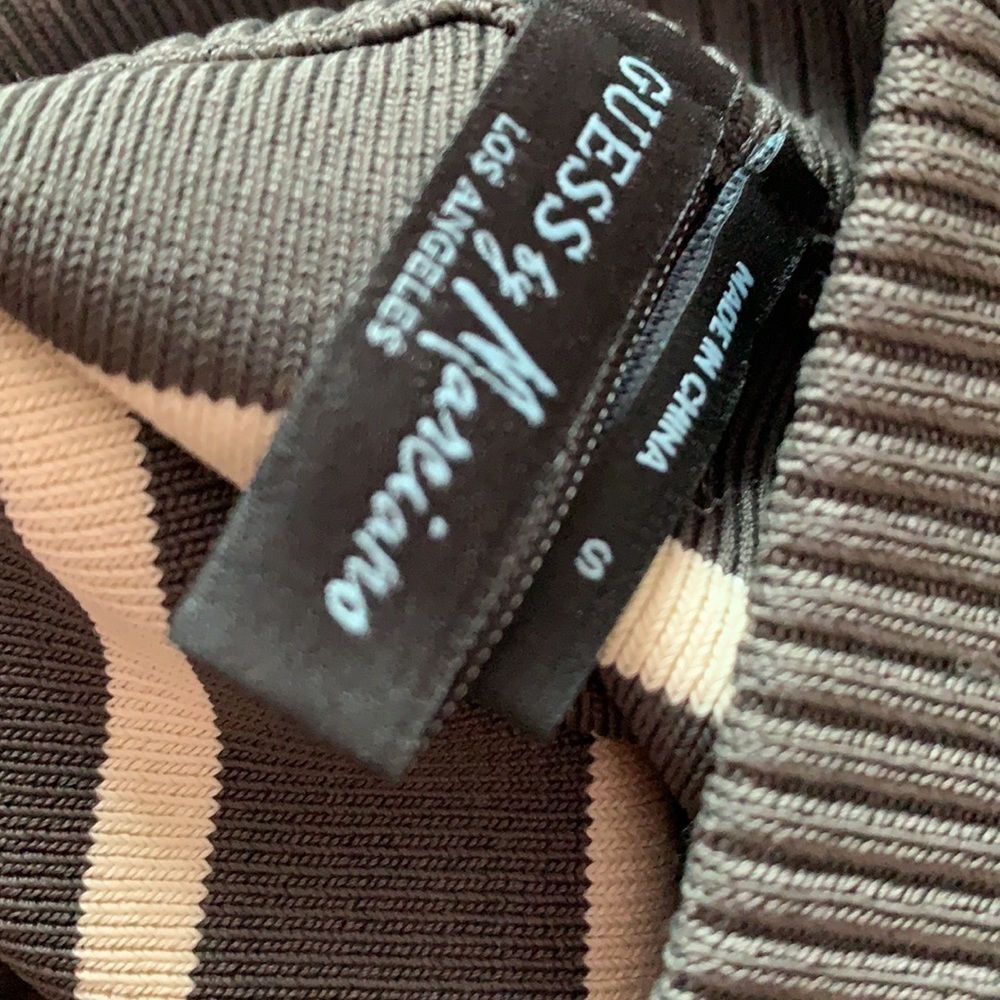 GUESS by Marciano
LOS ANGELES
MADE IN CHINA
S